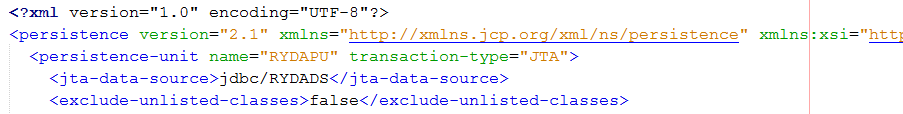 <?xml version="1.0" encoding="UTF-8"?>
<persistence version="2.1" xmlns="http://xmlns.jcp.org/xml/ns/persistence" xmlns:xsi="http
<persistence-unit name="RYDAPU" transaction-type="JTA">
<jta-data-source>jdbc/RYDADS</jta-data-source>
<exclude-unlisted-classes>false</exclude-unlisted-classes>